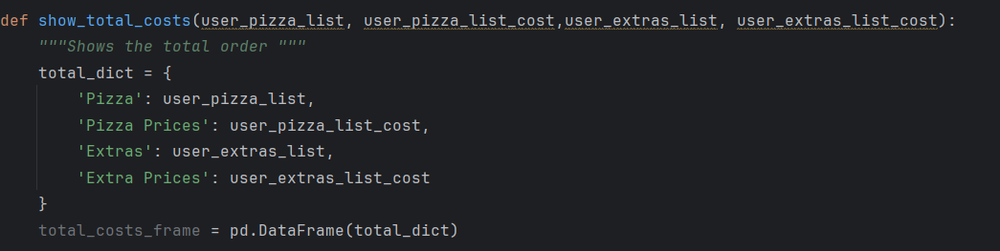 def show_total_costs(user_pizza_list, user_pizza_list_cost,user_extras_list, user_extras_list_cost):
    """Shows the total order """
    total_dict = {
        'Pizza': user_pizza_list,
        'Pizza Prices': user_pizza_list_cost,
        'Extras': user_extras_list,
        'Extra Prices': user_extras_list_cost
    }
    total_costs_frame = pd.DataFrame(total_dict)